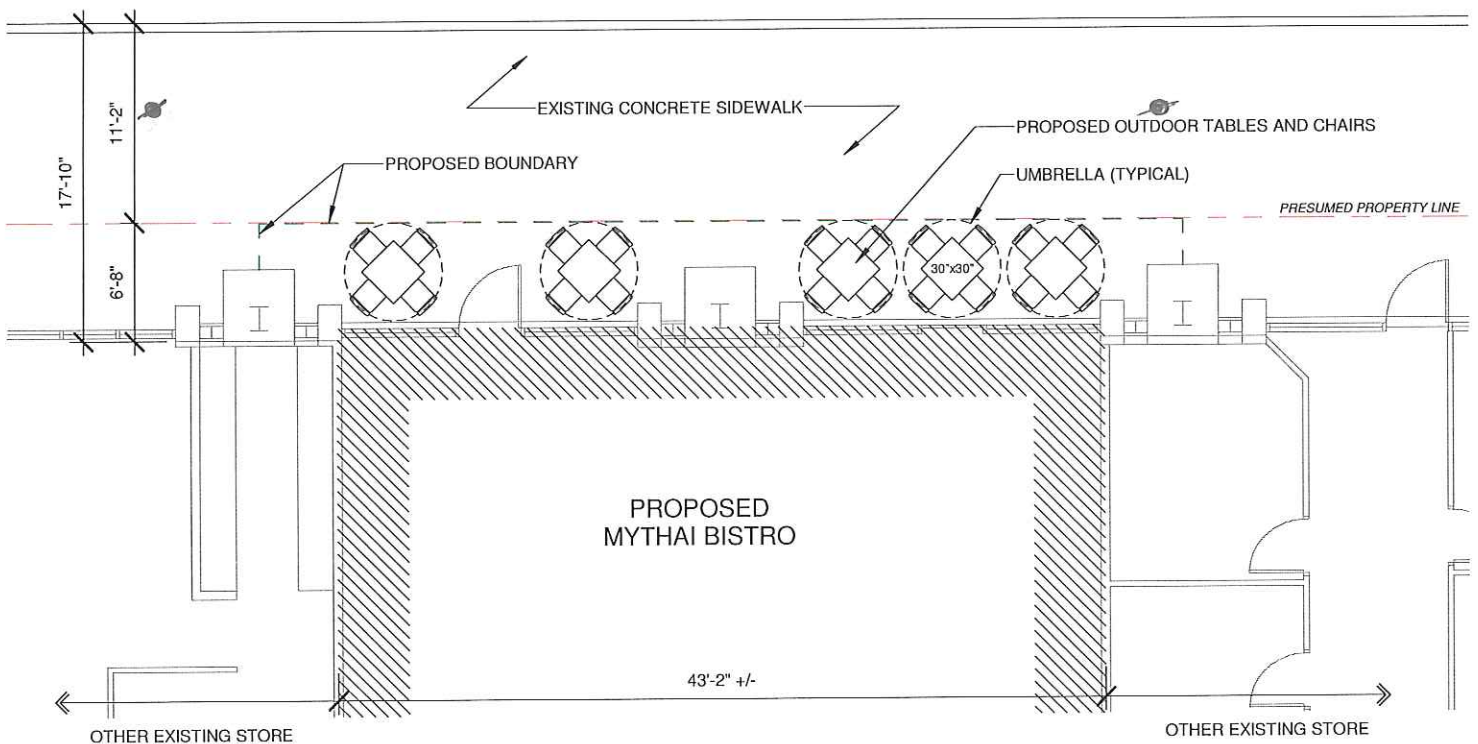 EXISTING CONCRETE SIDEWALK
PROPOSED OUTDOOR TABLES AND CHAIRS
11'-2"
17'-10"
PROPOSED BOUNDARY
UMBRELLA (TYPICAL)
PRESUMED PROPERTY LINE
6'-8"
30"x30"
PROPOSED
MYTHAI BISTRO
43'-2" +/-
OTHER EXISTING STORE
OTHER EXISTING STORE